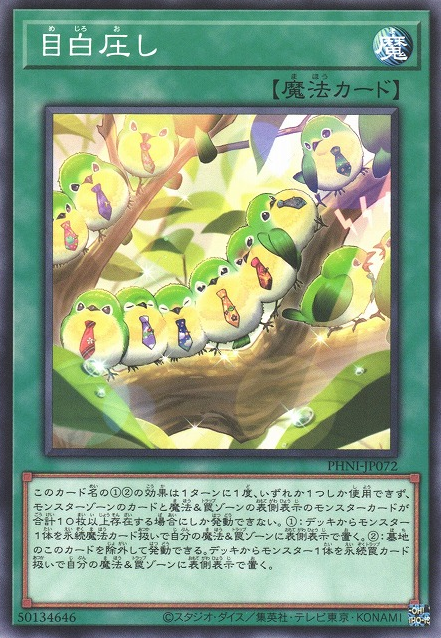 目白圧し
魔
【魔法カード】
PHNI-JP072
このカード名の①②の効果は1ターンに1度、いずれか1つしか使用できず、
モンスターゾーンのカードと魔法&罠ゾーンの表側表示のモンスターカードが
合計10枚以上存在する場合にしか発動できない。①:デッキからモンスター
1体を永続魔法カード扱いで自分の魔法&罠ゾーンに表側表示で置く。②:墓地
のこのカードを除外して発動できる。デッキからモンスター1体を永続罠カード
扱いで自分の魔法&罠ゾーンに表側表示で置く。
50134646
©スタジオ・ダイス/集英社・テレビ東京・KONAMI